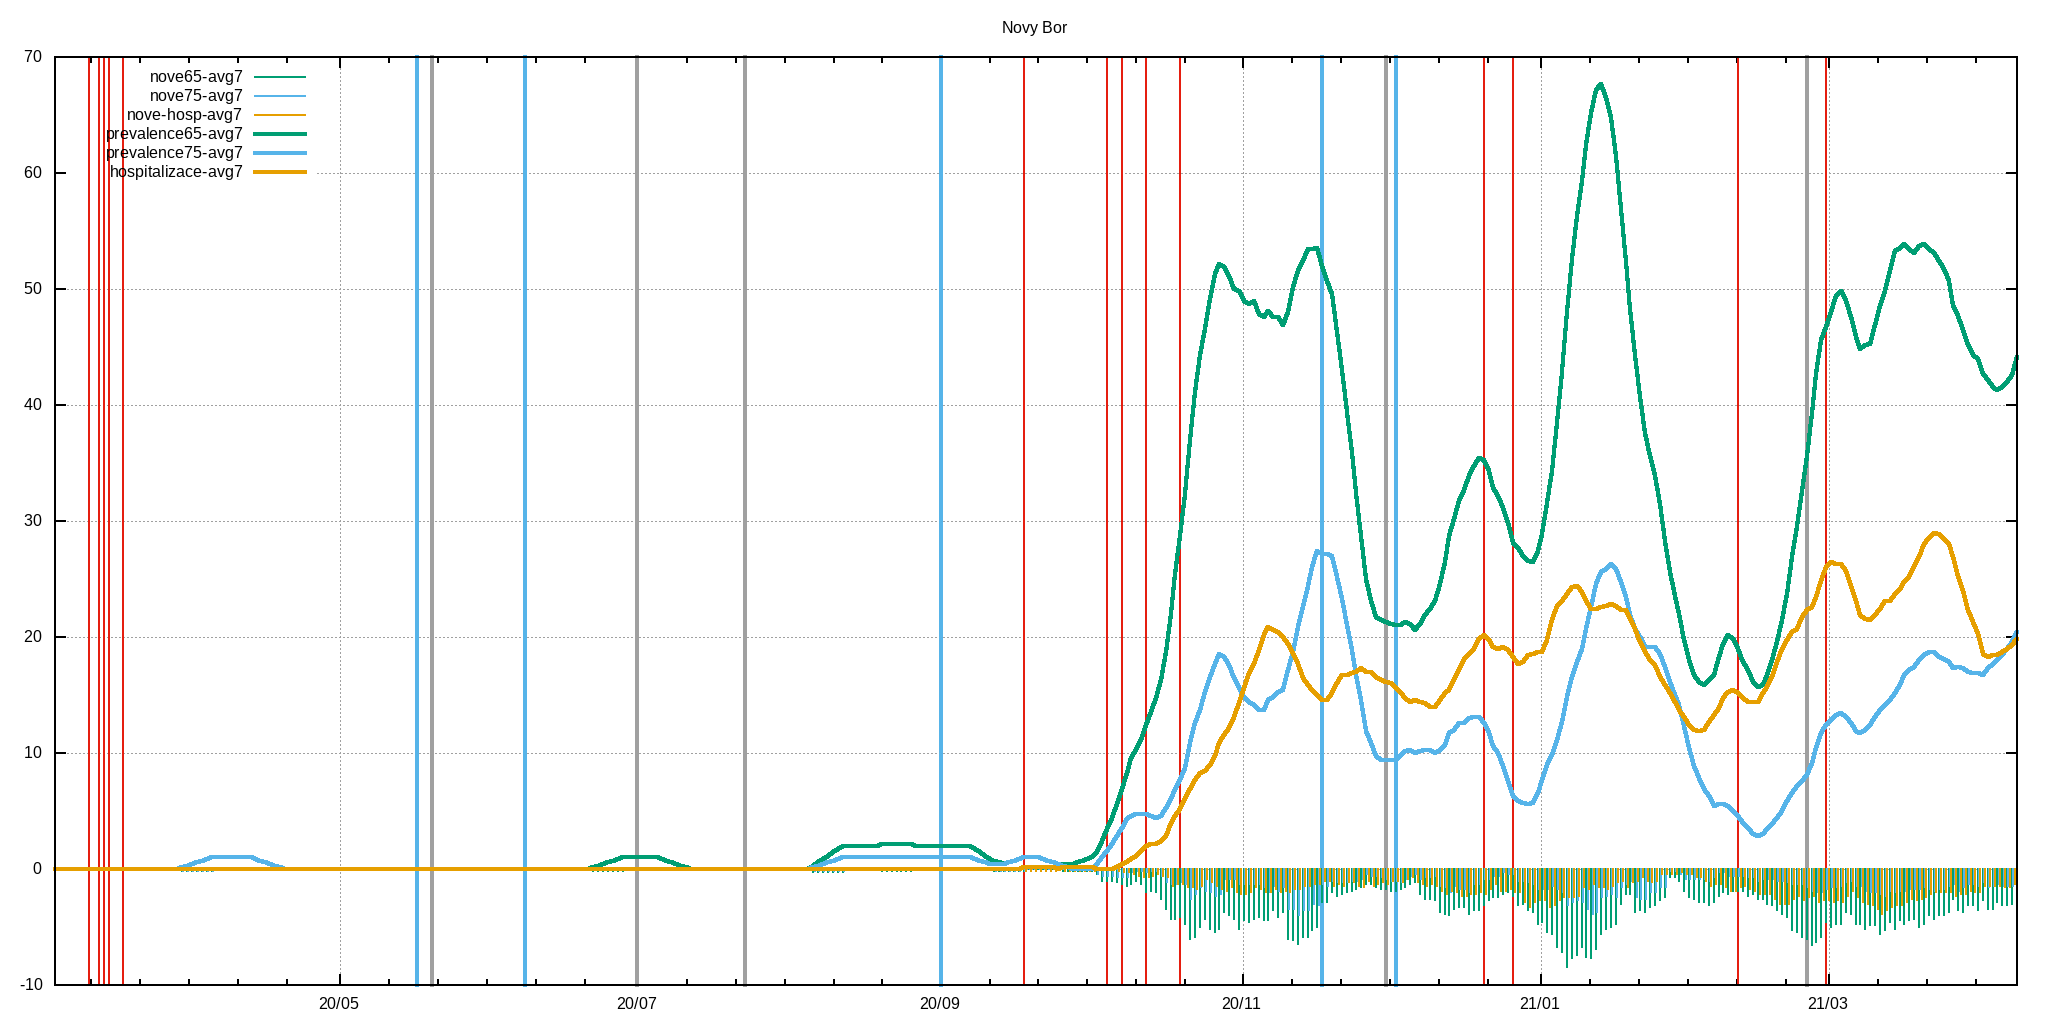 Novy Bor
70
60
50
40
30
20
10
0
-10
nove65-avg7
nove75-avg7
nove-hosp-avg7
prevalence65-avg7
prevalence75-avg7
hospitalizace-avg7
20/05 20/07 20/09 20/11 21/01 21/03